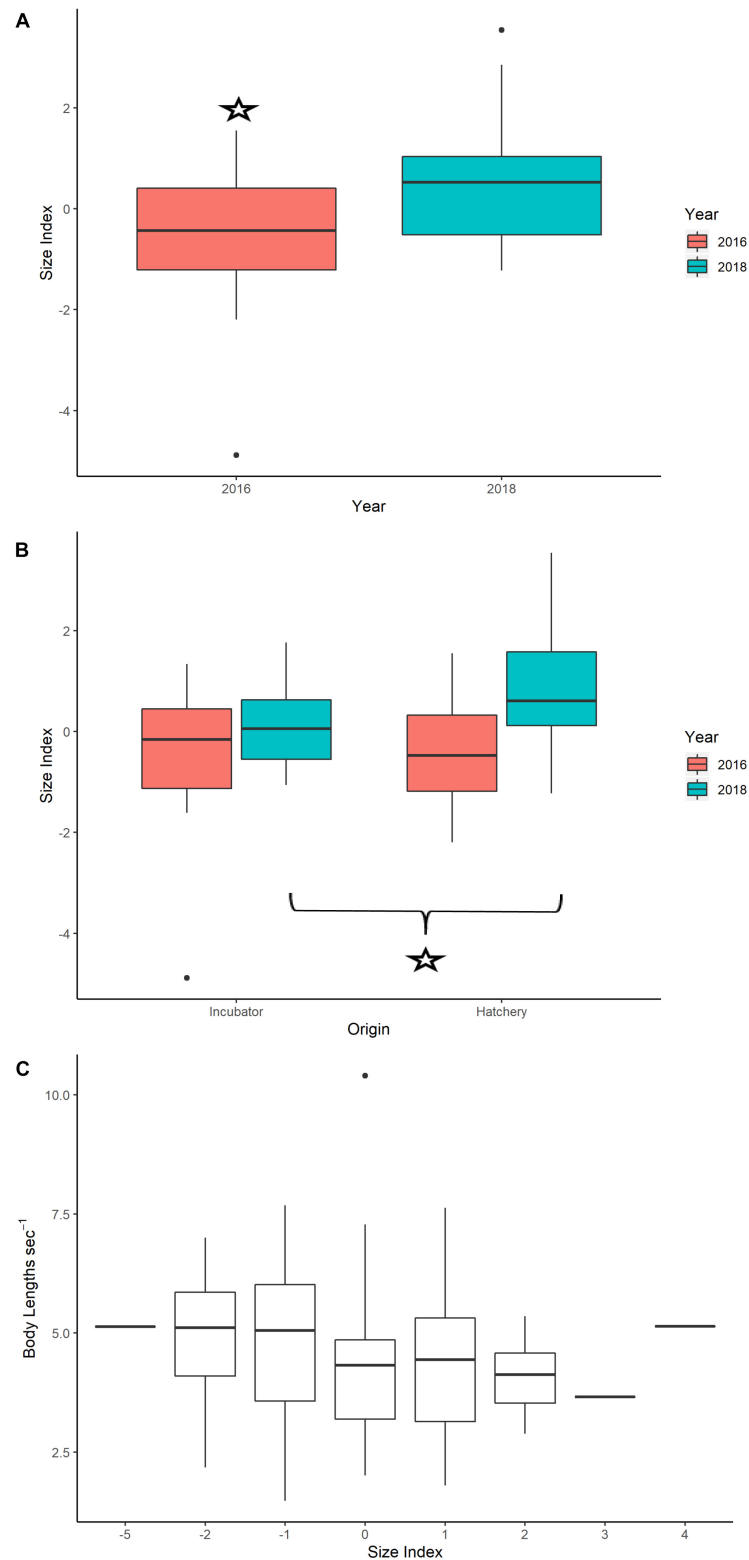 A
2
0
-2
-4
Size Index
2016
2018
Year
Year
2016
2018
B
2
0
-2
-4
Size Index
Incubator
Hatchery
Origin
Year
2016
2018
C
10.0
7.5
5.0
2.5
Body Lengths sec⁻¹
-5 -2 -1 0 1 2 3 4
Size Index